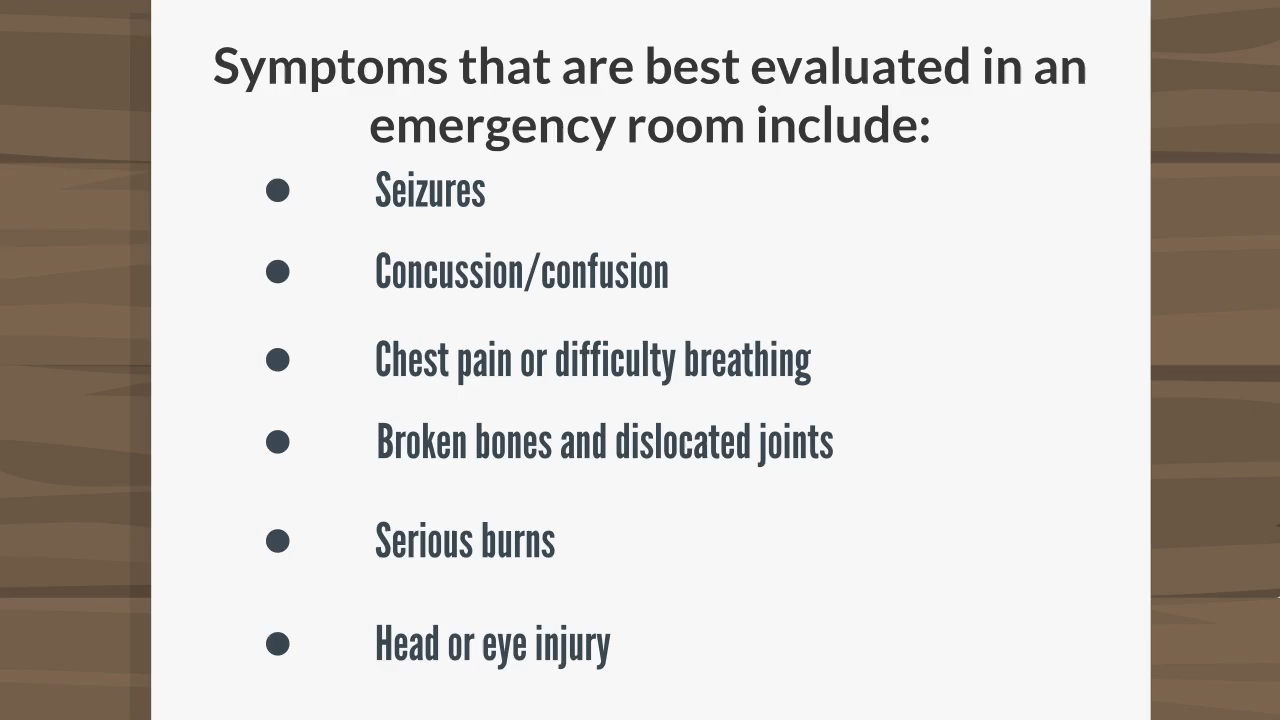 Symptoms that are best evaluated in an
emergency room include:
● Seizures
● Concussion/confusion
● Chest pain or difficulty breathing
● Broken bones and dislocated joints
● Serious burns
● Head or eye injury